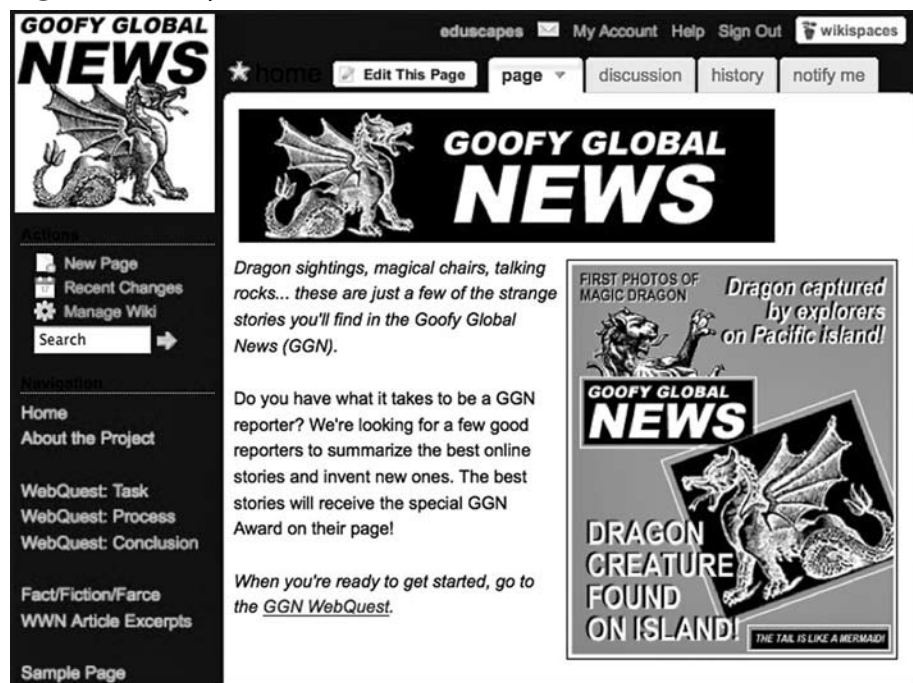 GOOFY GLOBAL
NEWS
eduscapes My Account Help Sign Out wikispaces
home Edit This Page page discussion history notify me
GOOFY GLOBAL
NEWS
Actions
New Page
Recent Changes
Manage Wiki
Search
Navigation
Home
About the Project
WebQuest: Task
WebQuest: Process
WebQuest: Conclusion
Fact/Fiction/Farce
WWN Article Excerpts
Sample Page
Dragon sightings, magical chairs, talking
rocks... these are just a few of the strange
stories you'll find in the Goofy Global
News (GGN).
Do you have what it takes to be a GGN
reporter? We're looking for a few good
reporters to summarize the best online
stories and invent new ones. The best
stories will receive the special GGN
Award on their page!
When you're ready to get started, go to
the GGN WebQuest.
FIRST PHOTOS OF
MAGIC DRAGON
Dragon captured
by explorers
on Pacific island!
GOOFY GLOBAL
NEWS
DRAGON
CREATURE
FOUND
ON ISLAND!
THE TAIL IS LIKE A MERMAID!